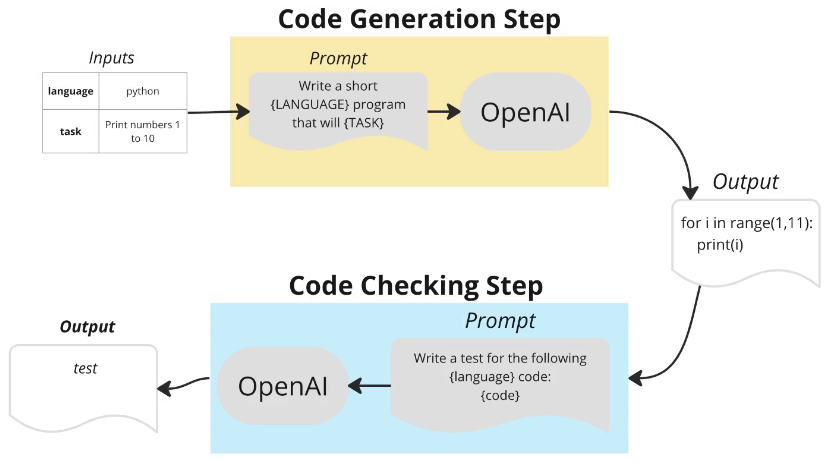 Code Generation Step
Inputs
language python
task Print numbers 1
to 10
Prompt
Write a short
{LANGUAGE} program
that will {TASK}
OpenAI
Output
for i in range(1,11):
print(i)
Code Checking Step
Prompt
Write a test for the following
{language} code:
{code}
OpenAI
Output
test